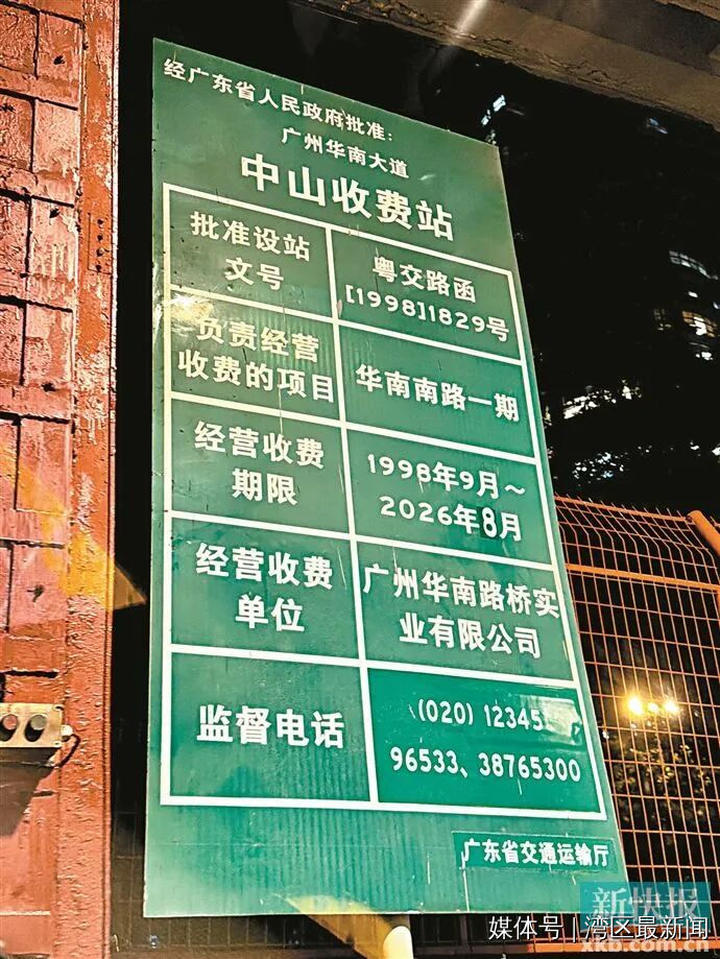 经广东省人民政府批准:
广州华南大道
中山收费站
批准设站
文号
粤交路函
[1998]1829号
负责经营
收费的项目
华南南路一期
经营收费
期限
1998年9月～
2026年8月
经营收费
单位
广州华南路桥实
业有限公司
监督电话
(020) 12345
96533、38765300
广东省交通运输厅
新快报
媒体号 | 湾区最新闻
xkb.com.cn